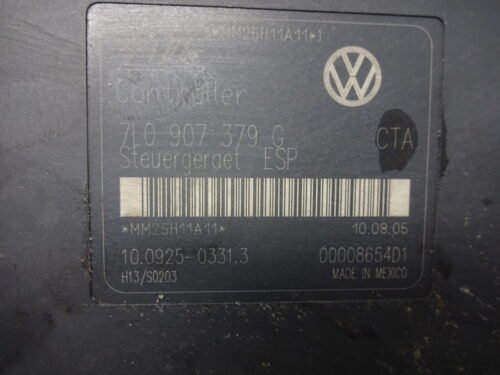 *MM25H11A11*1
Controller
7L0 907 379 G
CTA
Steuergeraet ESP
*MM25H11A11*
10.08.05
10.0925-0331.3
00008654D1
H13/S0203
MADE IN MEXICO